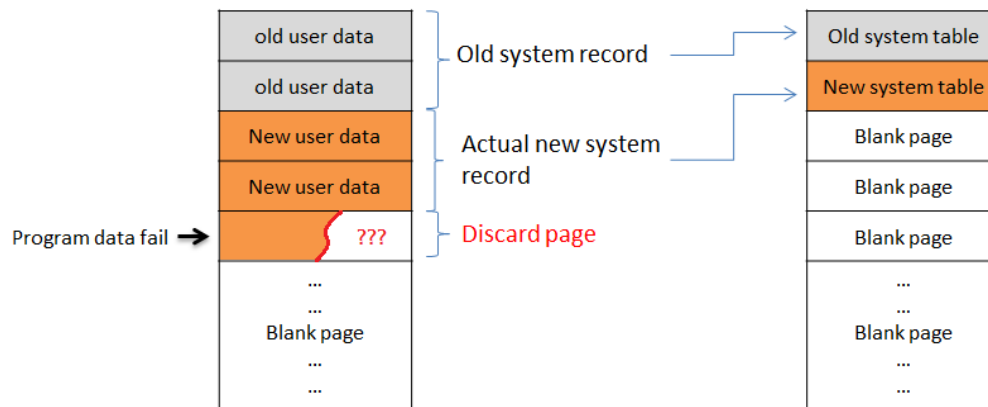 old user data
old user data
New user data
New user data
Program data fail
???
...
...
Blank page
...
...
Old system record
Actual new system
record
Discard page
Old system table
New system table
Blank page
Blank page
Blank page
...
...
Blank page
...
...